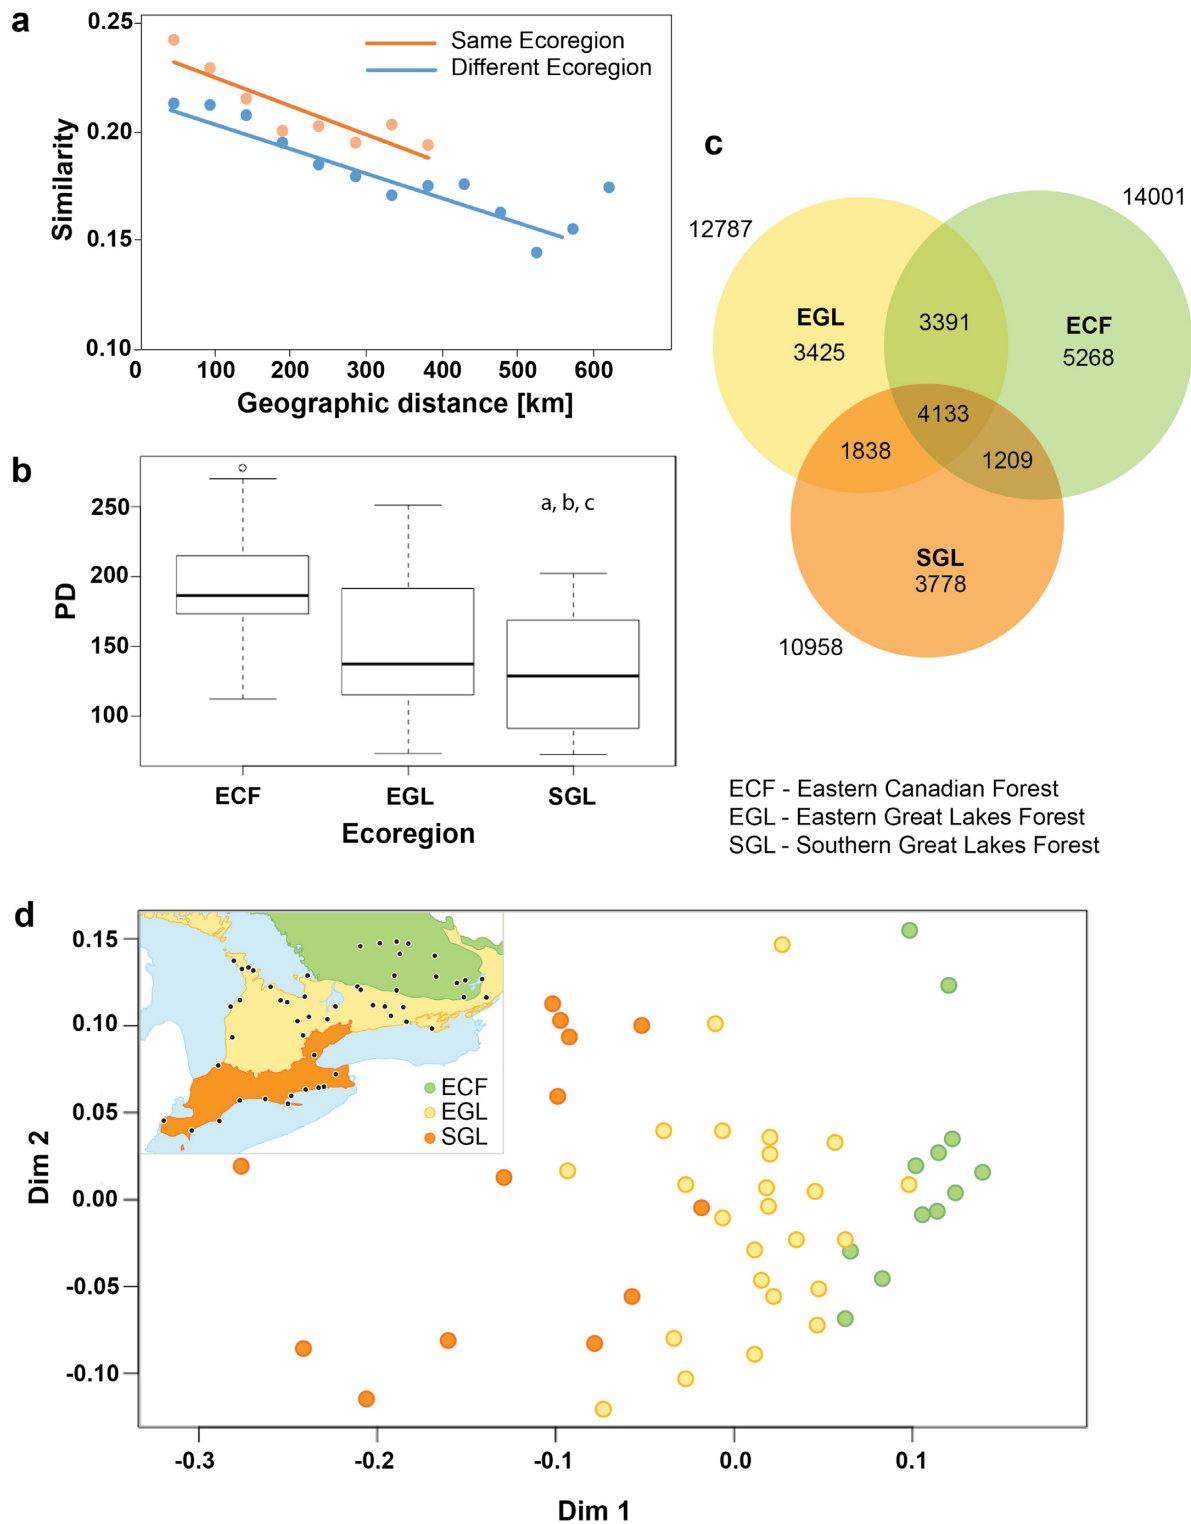 a
0.25
0.20
0.15
0.10
Similarity
Same Ecoregion
Different Ecoregion
0
100
200
300
400
500
600
Geographic distance [km]
b
250
200
150
100
PD
a, b, c
ECF
EGL
SGL
Ecoregion
c
12787
14001
EGL
3425
3391
ECF
5268
4133
1838
1209
SGL
3778
10958
ECF - Eastern Canadian Forest
EGL - Eastern Great Lakes Forest
SGL - Southern Great Lakes Forest
d
0.15
0.10
0.05
0.00
-0.05
-0.10
Dim 2
ECF
EGL
SGL
-0.3
-0.2
-0.1
0.0
0.1
Dim 1